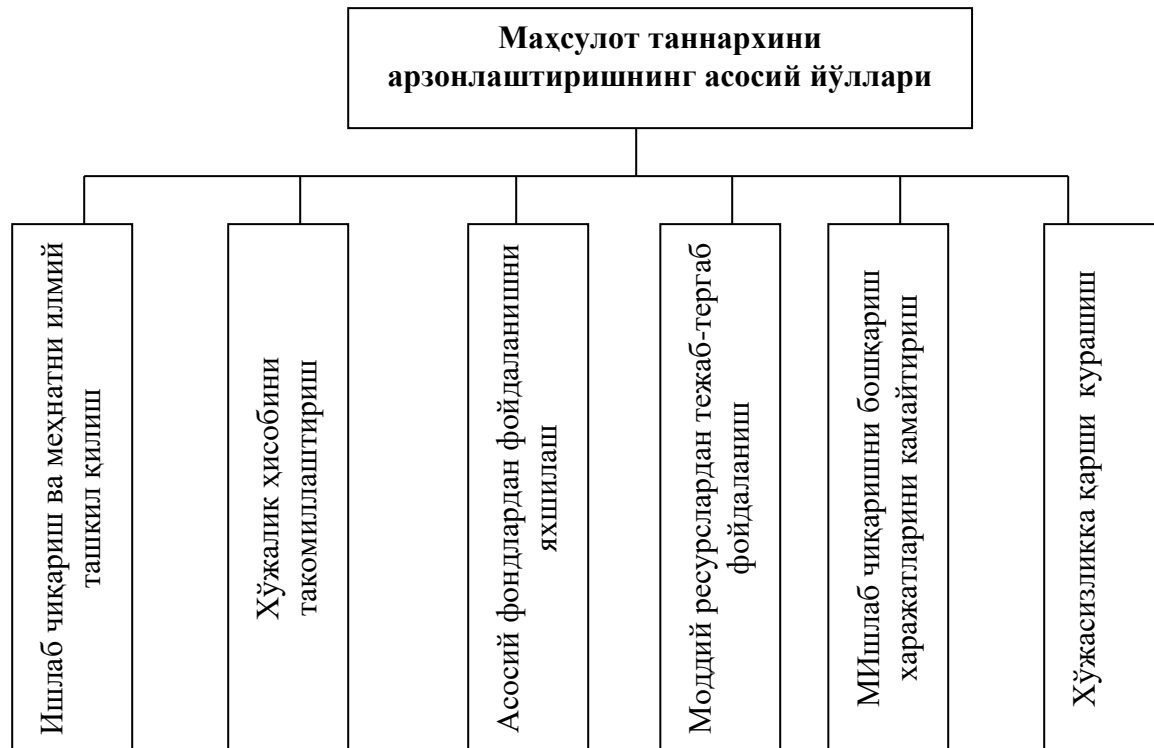 Маҳсулот таннархини
арзонлаштиришнинг асосий йўллари
Ишлаб чиқариш ва меҳнатни илмий
ташкил қилиш
Хўжалик ҳисобини
такомиллаштириш
Асосий фондлардан фойдаланишни
яхшилаш
Моддий ресурслардан тежаб-тергаб
фойдаланиш
МИшлаб чиқаришни бошқариш
харажатларини камайтириш
Хўжасизликка қарши курашиш